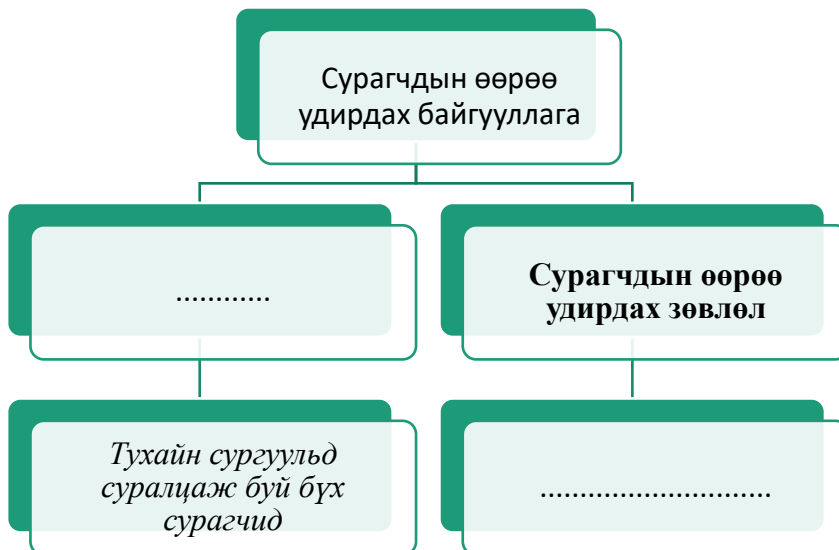 Сурагчдын өөрөө
удирдах байгууллага
............
Сурагчдын өөрөө
удирдах зөвлөл
Тухайн сургуульд
суралцаж буй бүх
сурагчид
.............................